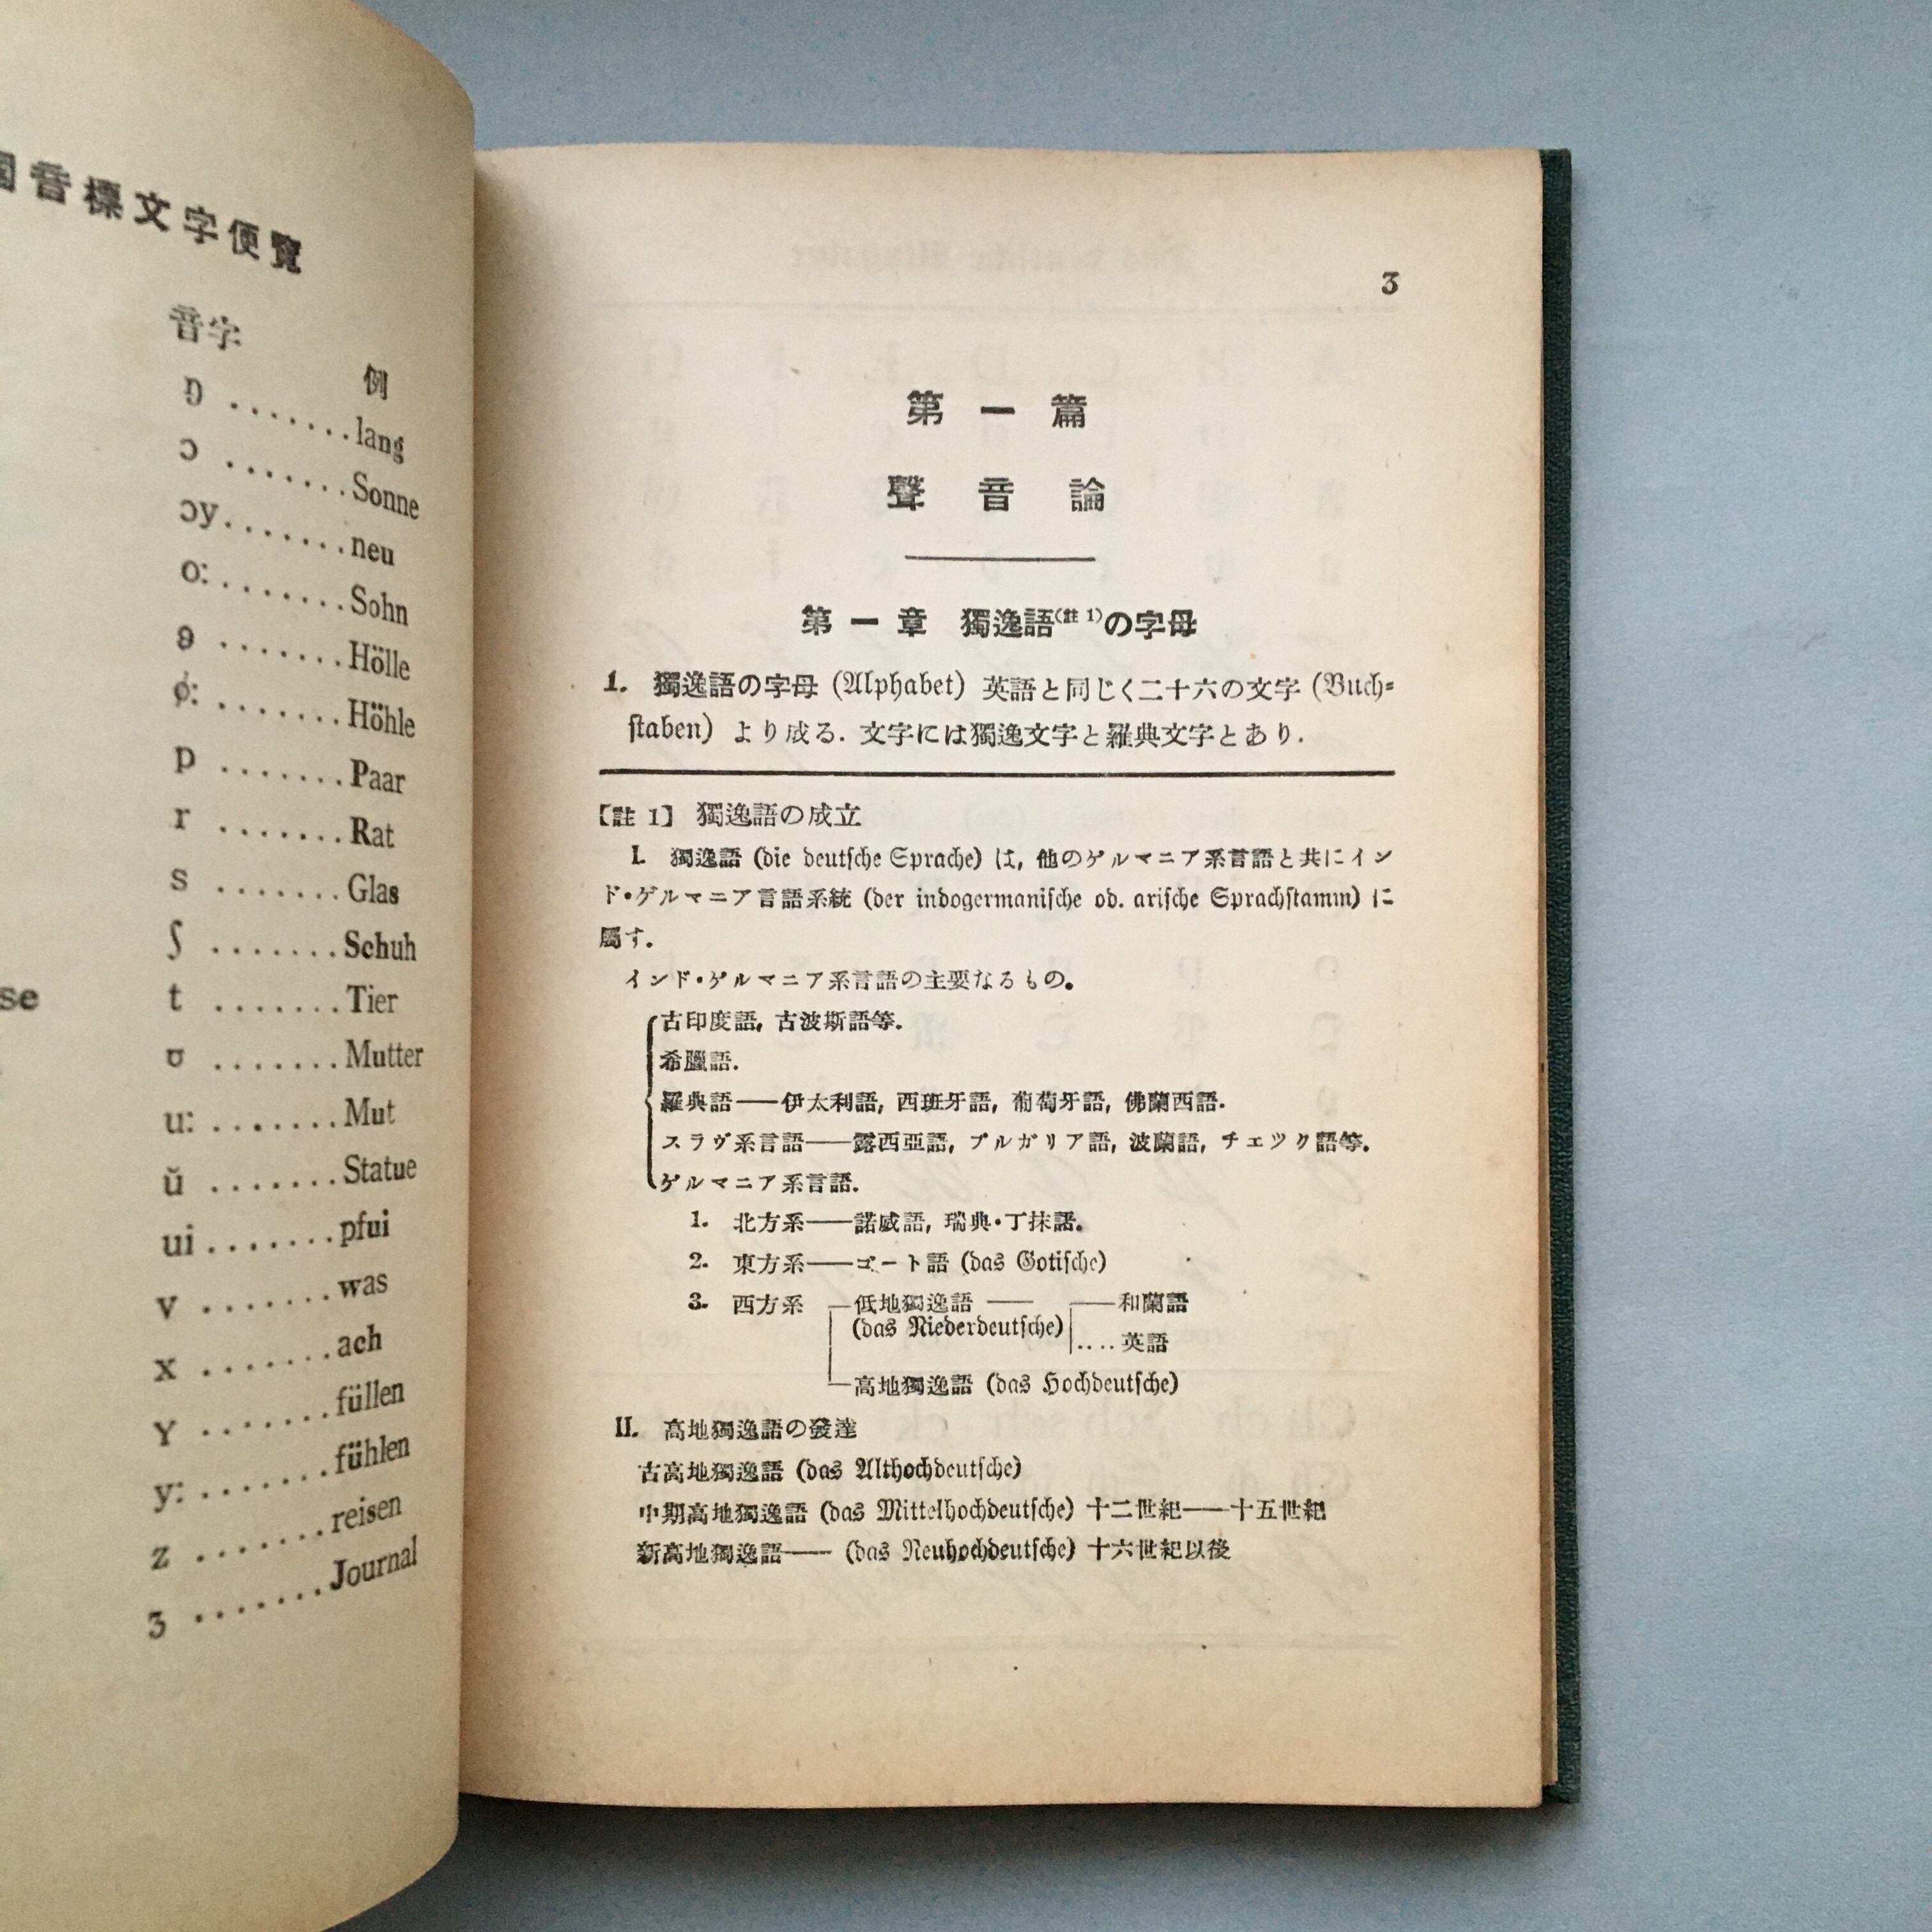 音標文字便覽
音字 例
ŋ .......lang
ɔ .......Sonne
ɔy.......neu
o:.......Sohn
ɘ .......Hölle
ǿ:.......Höhle
p .......Paar
r .......Rat
s .......Glas
ʃ .......Schuh
t .......Tier
ʊ .......Mutter
u:.......Mut
ŭ .......Statue
ui.......pfui
v .......was
x .......ach
Y .......füllen
y:.......fühlen
z .......reisen
ʒ .......Journal
se
3
第一篇
聲音論
第一章 獨逸語(註1)の字母
1. 獨逸語の字母 (Alphabet) 英語と同じく二十六の文字 (Buch=
ſtaben) より成る. 文字には獨逸文字と羅典文字とあり.
【註 1】 獨逸語の成立
I. 獨逸語 (die deutſche Sprache) は, 他のゲルマニア系言語と共にイン
ド・ゲルマニア言語系統 (der indogermaniſche od. ariſche Sprachſtamm) に
屬す.
インド・ゲルマニア系言語の主要なるもの。
古印度語, 古波斯語等.
希臘語.
羅典語——伊太利語, 西班牙語, 葡萄牙語, 佛蘭西語.
スラヴ系言語——露西亞語, ブルガリア語, 波蘭語, チェック語等.
ゲルマニア系言語.
1. 北方系——諾威語, 瑞典・丁抹語。
2. 東方系——ゴート語 (das Gotiſche)
3. 西方系 —低地獨逸語 —— ——和蘭語
(das Niederdeutſche) ....英語
—高地獨逸語 (das Hochdeutſche)
II. 高地獨逸語の發達
古高地獨逸語 (das Althochdeutſche)
中期高地獨逸語 (das Mittelhochdeutſche) 十二世紀——十五世紀
新高地獨逸語—— (das Neuhochdeutſche) 十六世紀以後